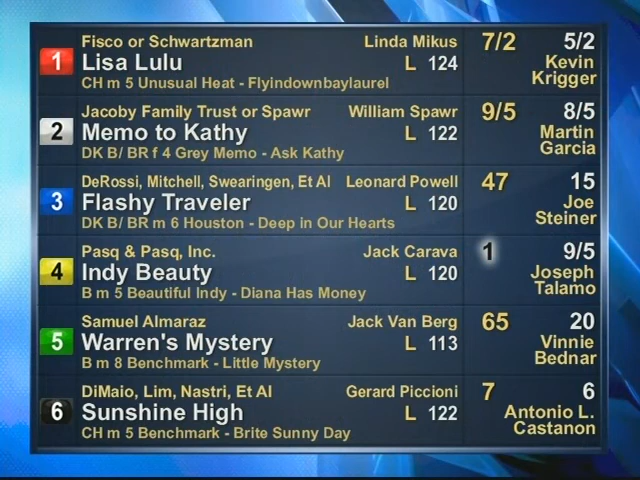 Fisco or Schwartzman Linda Mikus 7/2 5/2
1 Lisa Lulu L 124 Kevin
CH m 5 Unusual Heat - Flyindownbaylaurel Krigger
Jacoby Family Trust or Spawr William Spawr 9/5 8/5
2 Memo to Kathy L 122 Martin
DK B/ BR f 4 Grey Memo - Ask Kathy Garcia
DeRossi, Mitchell, Swearingen, Et Al Leonard Powell 47 15
3 Flashy Traveler L 120 Joe
DK B/ BR m 6 Houston - Deep in Our Hearts Steiner
Pasq & Pasq, Inc. Jack Carava 1 9/5
4 Indy Beauty L 120 Joseph
B m 5 Beautiful Indy - Diana Has Money Talamo
Samuel Almaraz Jack Van Berg 65 20
5 Warren's Mystery L 113 Vinnie
B m 8 Benchmark - Little Mystery Bednar
DiMaio, Lim, Nastri, Et Al Gerard Piccioni 7 6
6 Sunshine High L 122 Antonio L.
CH m 5 Benchmark - Brite Sunny Day Castanon